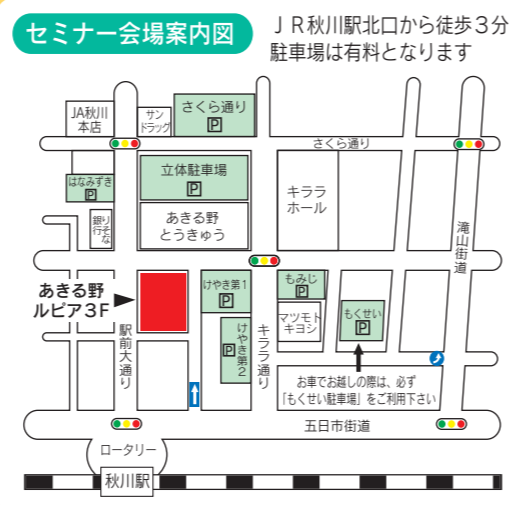 セミナー会場案内図
JR秋川駅北口から徒歩3分
駐車場は有料となります
JA秋川
本店
サン
ドラッグ
さくら通り
P
さくら通り
はなみずき
P
立体駐車場
P
キララ
ホール
りそな
銀行
あきる野
とうきゅう
滝山街道
あきる野
ルピア3F
けやき第1
P
もみじ
P
マツモト
キヨシ
もくせい
P
駅前大通り
けやき第2
P
キララ通り
お車でお越しの際は、必ず
「もくせい駐車場」をご利用下さい
五日市街道
ロータリー
秋川駅